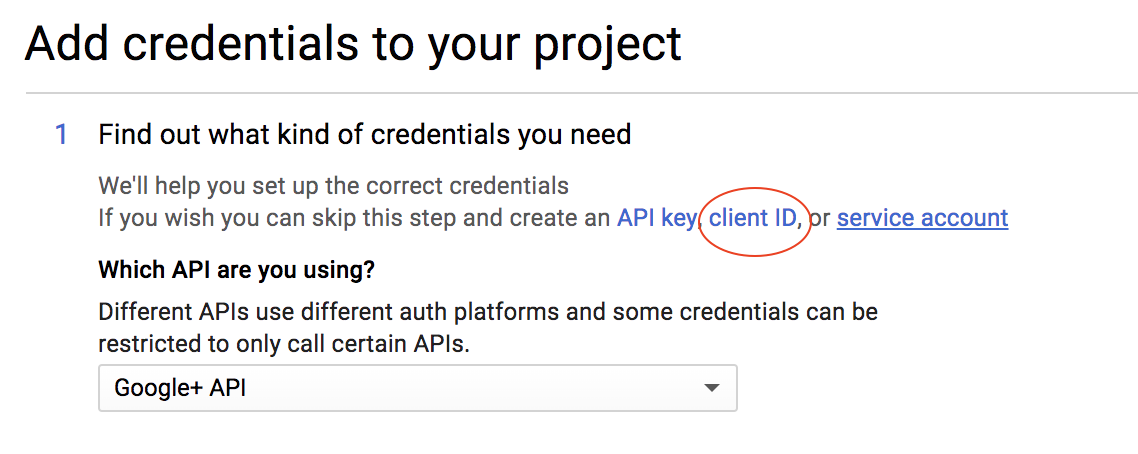 Add credentials to your project
1 Find out what kind of credentials you need
We'll help you set up the correct credentials
If you wish you can skip this step and create an API key, client ID, or service account
Which API are you using?
Different APIs use different auth platforms and some credentials can be
restricted to only call certain APIs.
Google+ API